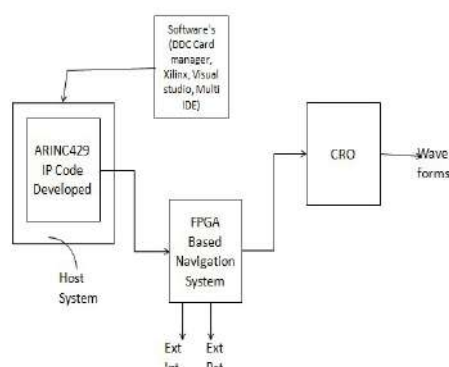 Software's
(DDC Card
manager,
Xilinx, Visual
studio, Multi
IDE)
ARINC429
IP Code
Developed
Host
System
FPGA
Based
Navigation
System
CRO
Wave
forms
Ext
Ext